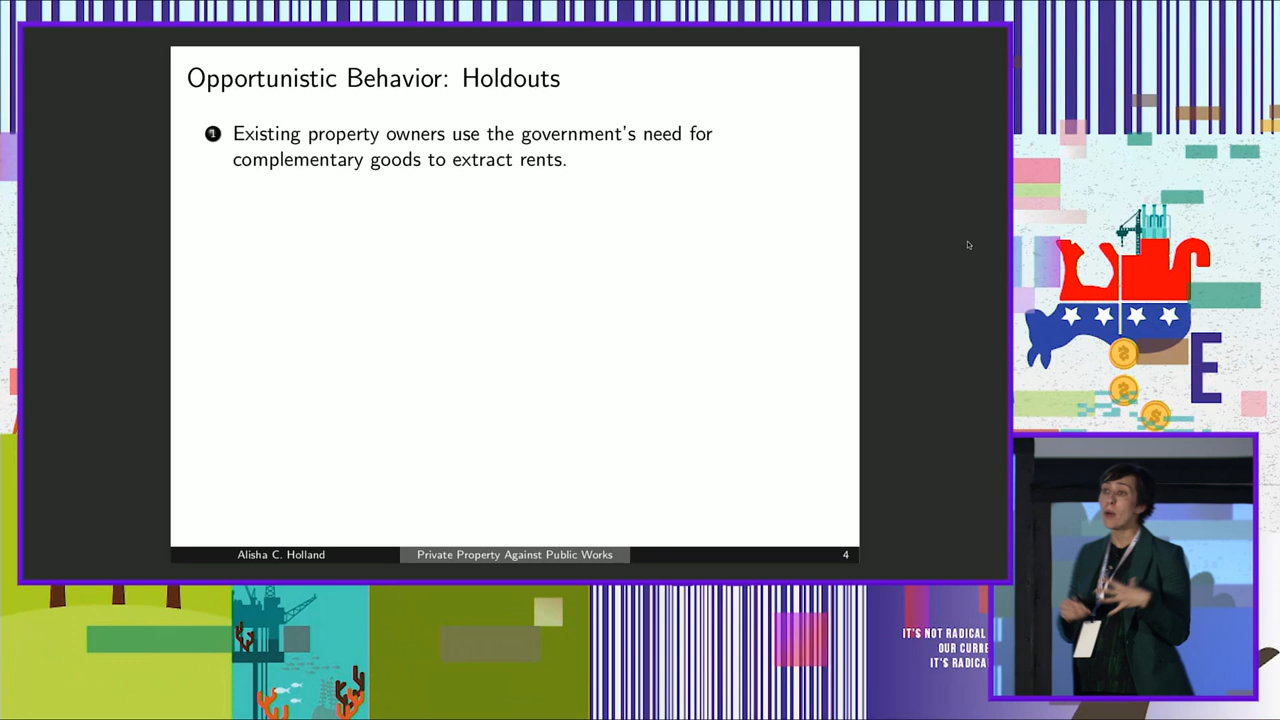 Opportunistic Behavior: Holdouts
1 Existing property owners use the government's need for
complementary goods to extract rents.
Alisha C. Holland
Private Property Against Public Works
4
E
IT'S NOT RADICAL
OUR CURRE
IT'S RADICA